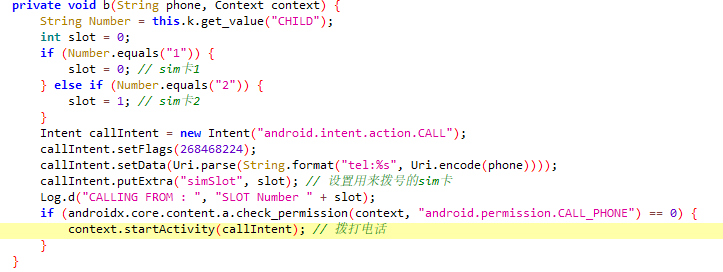 private void b(String phone, Context context) {
    String Number = this.k.get_value("CHILD");
    int slot = 0;
    if (Number.equals("1")) {
        slot = 0; // sim卡1
    } else if (Number.equals("2")) {
        slot = 1; // sim卡2
    }
    Intent callIntent = new Intent("android.intent.action.CALL");
    callIntent.setFlags(268468224);
    callIntent.setData(Uri.parse(String.format("tel:%s", Uri.encode(phone))));
    callIntent.putExtra("simSlot", slot); // 设置用来拨号的sim卡
    Log.d("CALLING FROM : ", "SLOT Number " + slot);
    if (androidx.core.content.a.check_permission(context, "android.permission.CALL_PHONE") == 0) {
        context.startActivity(callIntent); // 拨打电话
    }
}